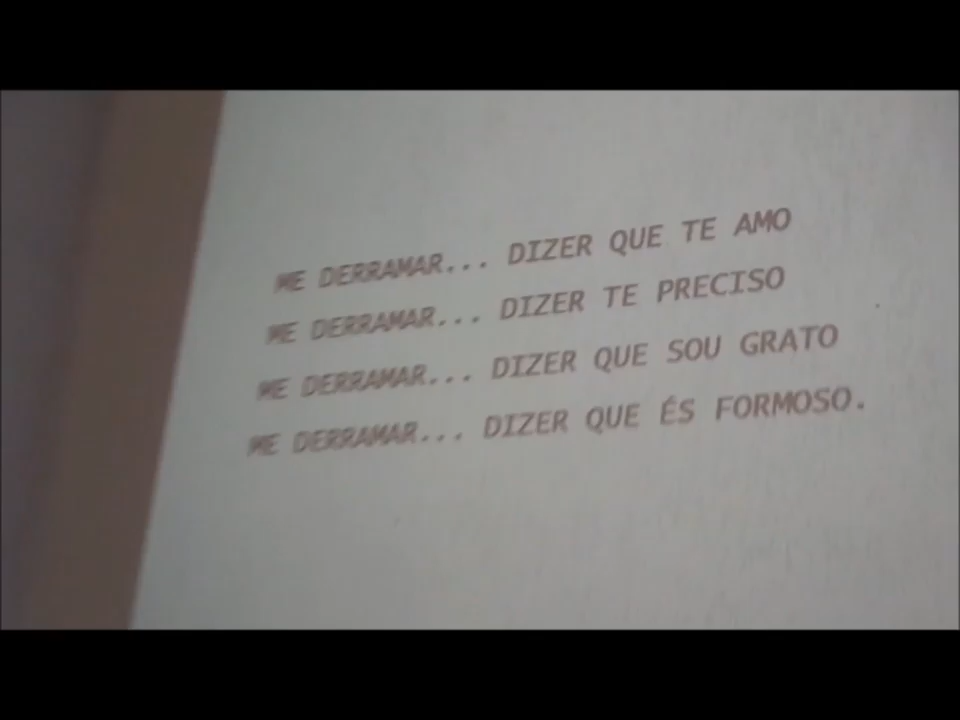 ME DERRAMAR... DIZER QUE TE AMO
ME DERRAMAR... DIZER TE PRECISO
ME DERRAMAR... DIZER QUE SOU GRATO
ME DERRAMAR... DIZER QUE ÉS FORMOSO.